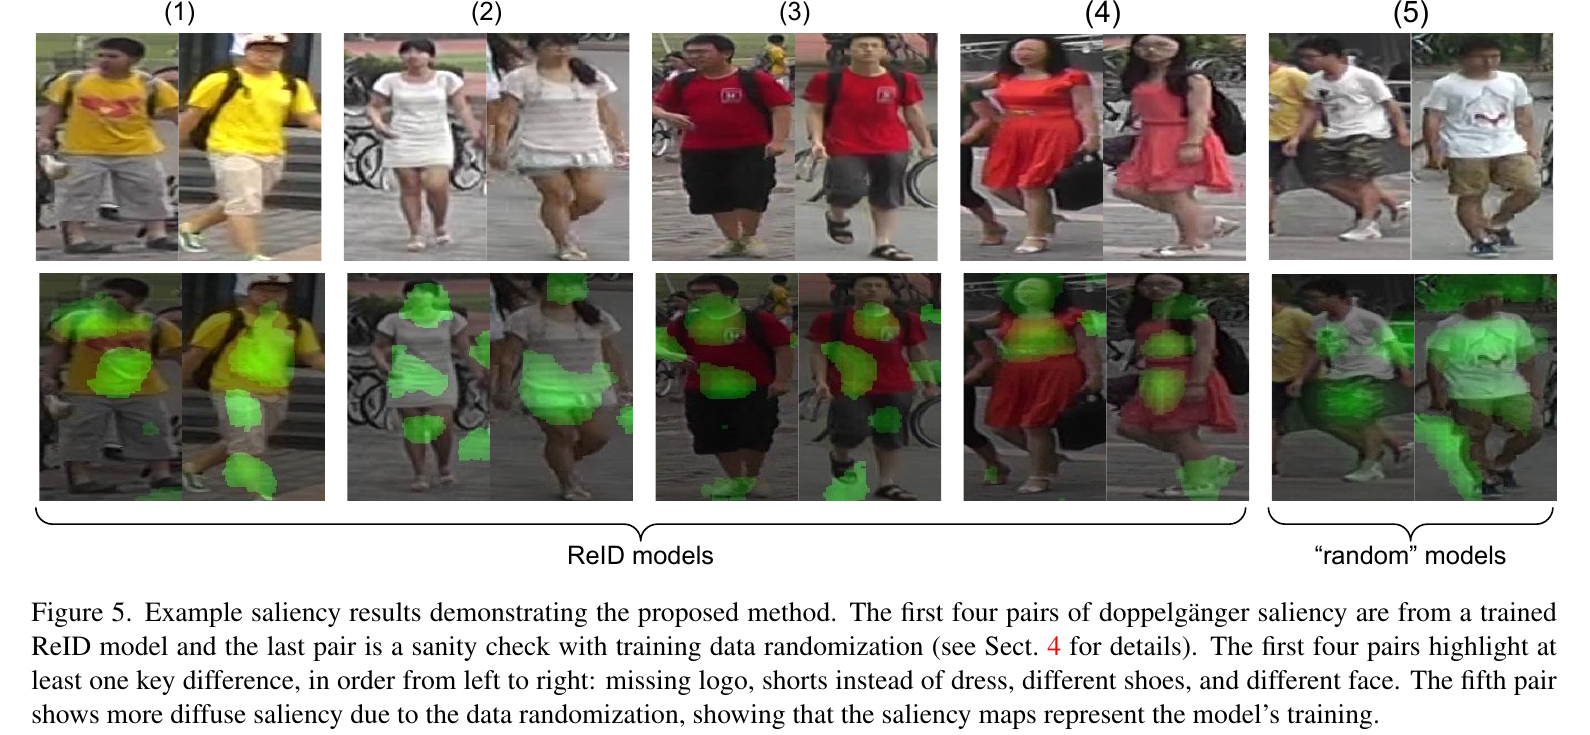 (1) (2) (3) (4) (5)
ReID models “random” models
Figure 5. Example saliency results demonstrating the proposed method. The first four pairs of doppelgänger saliency are from a trained
ReID model and the last pair is a sanity check with training data randomization (see Sect. 4 for details). The first four pairs highlight at
least one key difference, in order from left to right: missing logo, shorts instead of dress, different shoes, and different face. The fifth pair
shows more diffuse saliency due to the data randomization, showing that the saliency maps represent the model’s training.